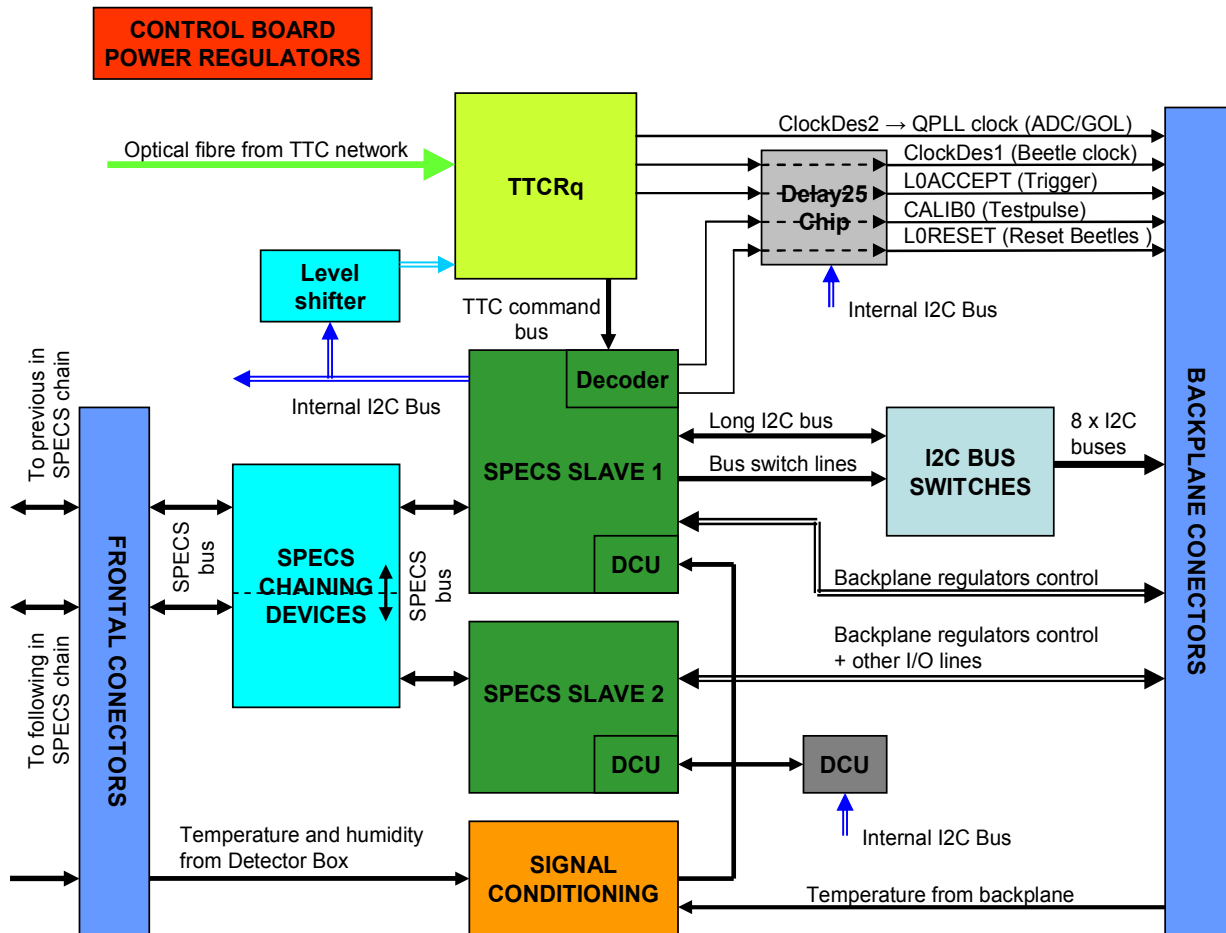 CONTROL BOARD
POWER REGULATORS
Optical fibre from TTC network
TTCRq
ClockDes2 → QPLL clock (ADC/GOL)
ClockDes1 (Beetle clock)
L0ACCEPT (Trigger)
CALIB0 (Testpulse)
L0RESET (Reset Beetles )
Delay25
Chip
Internal I2C Bus
Level
shifter
TTC command
bus
Internal I2C Bus
Decoder
SPECS SLAVE 1
DCU
Long I2C bus
Bus switch lines
I2C BUS
SWITCHES
8 x I2C
buses
BACKPLANE CONECTORS
To previous in
SPECS chain
To following in
SPECS chain
FRONTAL CONECTORS
SPECS
bus
SPECS
CHAINING
DEVICES
SPECS
bus
Backplane regulators control
Backplane regulators control
+ other I/O lines
SPECS SLAVE 2
DCU
DCU
Internal I2C Bus
Temperature and humidity
from Detector Box
SIGNAL
CONDITIONING
Temperature from backplane